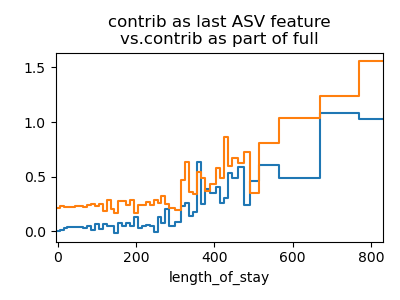 contrib as last ASV feature
vs.contrib as part of full
1.5
1.0
0.5
0.0
0 200 400 600 800
length_of_stay